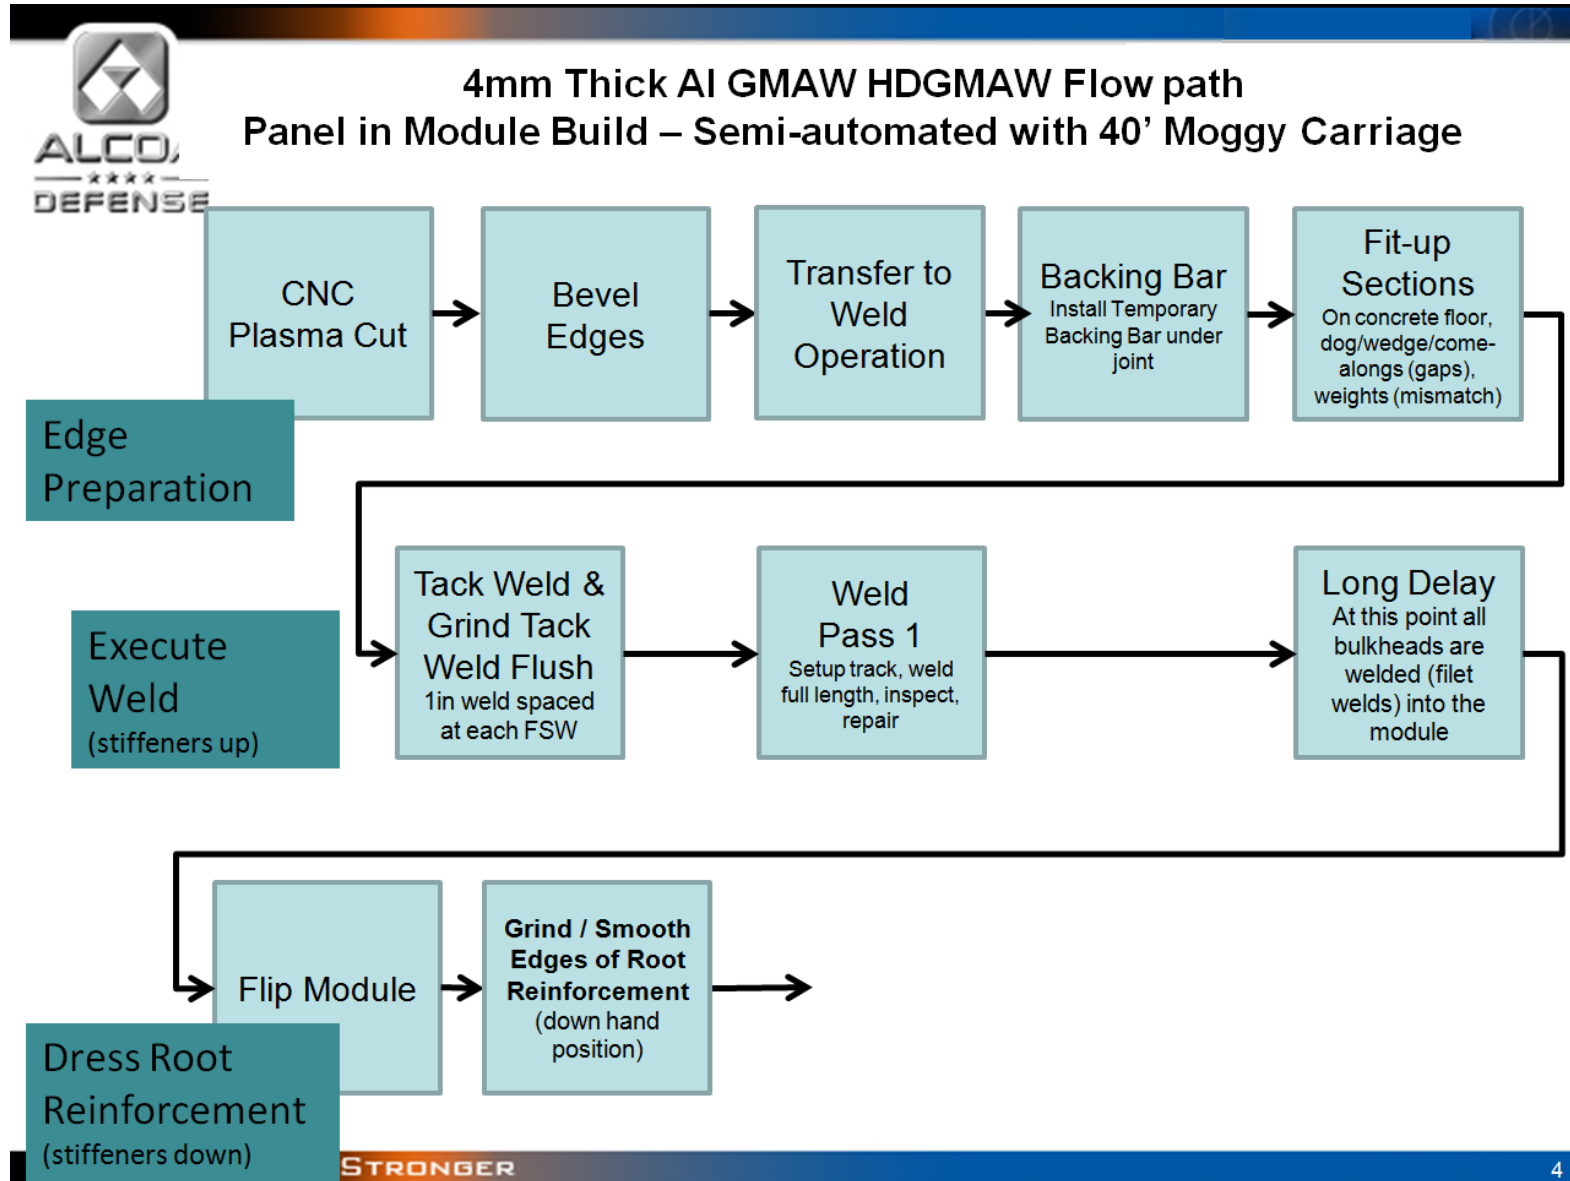 4mm Thick Al GMAW HDGMAW Flow path
Panel in Module Build – Semi-automated with 40’ Moggy Carriage
ALCOA
DEFENSE
CNC
Plasma Cut
Bevel
Edges
Transfer to
Weld
Operation
Backing Bar
Install Temporary
Backing Bar under
joint
Fit-up
Sections
On concrete floor,
dog/wedge/come-
alongs (gaps),
weights (mismatch)
Edge
Preparation
Execute
Weld
(stiffeners up)
Tack Weld &
Grind Tack
Weld Flush
1in weld spaced
at each FSW
Weld
Pass 1
Setup track, weld
full length, inspect,
repair
Long Delay
At this point all
bulkheads are
welded (filet
welds) into the
module
Flip Module
Grind / Smooth
Edges of Root
Reinforcement
(down hand
position)
Dress Root
Reinforcement
(stiffeners down)
STRONGER
4